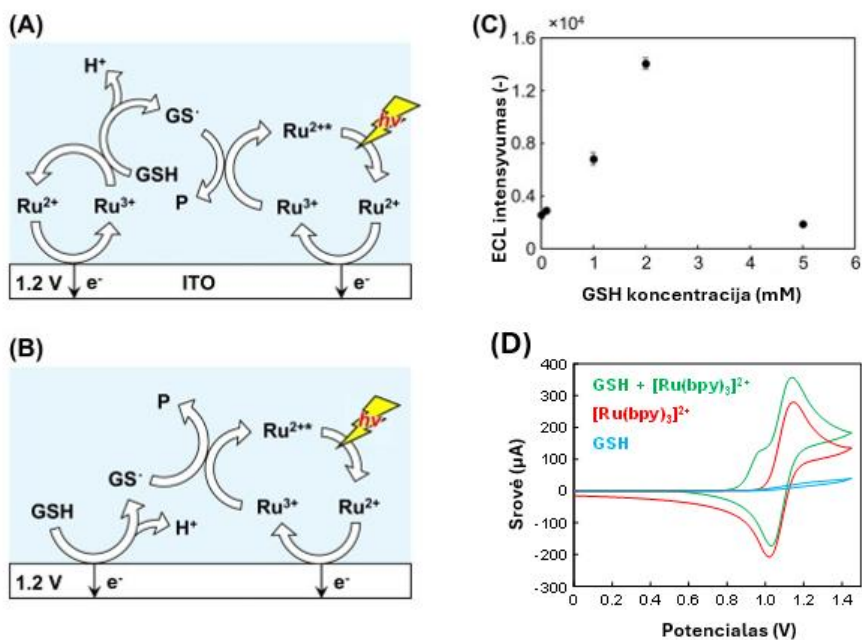 (A)
H⁺
GS·
Ru²⁺*
hν
GSH
P
Ru²⁺
Ru³⁺
Ru³⁺
Ru²⁺
1.2 V
e⁻
ITO
e⁻
(B)
P
Ru²⁺*
hν
GS·
GSH
H⁺
Ru³⁺
Ru²⁺
1.2 V
e⁻
e⁻
(C)
×10⁴
1.6
1.2
0.8
0.4
0
ECL intensyvumas (-)
0 1 2 3 4 5 6
GSH koncentracija (mM)
(D)
400
300
200
100
0
-100
-200
-300
Srovė (µA)
GSH + [Ru(bpy)₃]²⁺
[Ru(bpy)₃]²⁺
GSH
0 0.2 0.4 0.6 0.8 1.0 1.2 1.4
Potencialas (V)